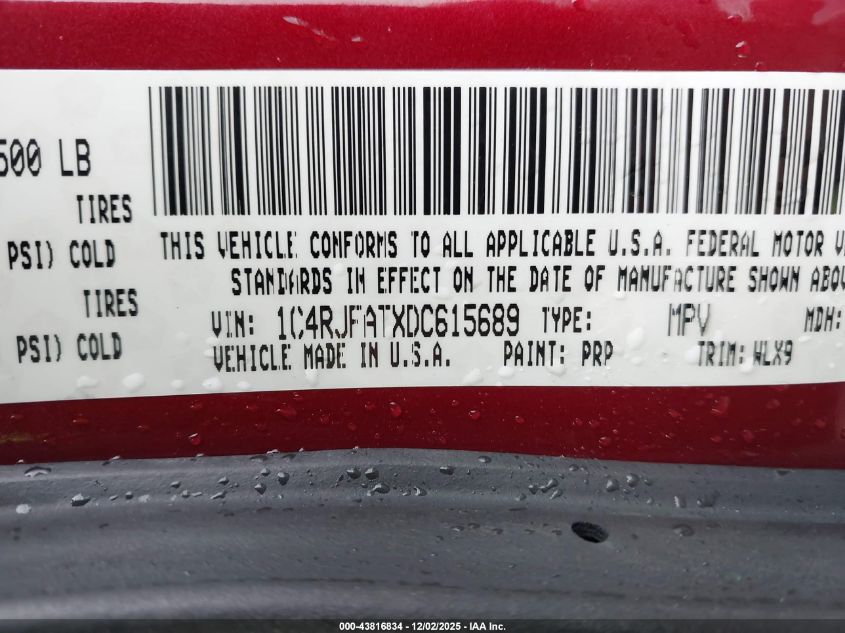 500 LB
TIRES
PSI) COLD
TIRES
PSI) COLD
THIS VEHICLE CONFORMS TO ALL APPLICABLE U.S.A. FEDERAL MOTOR
STANDARDS IN EFFECT ON THE DATE OF MANUFACTURE SHOWN ABOV
VIN: 1C4RJFATXDC615689 TYPE: MPV MDH:
VEHICLE MADE IN U.S.A. PAINT: PRP TRIM: WLX9
000-43816834 - 12/02/2025 - IAA Inc.